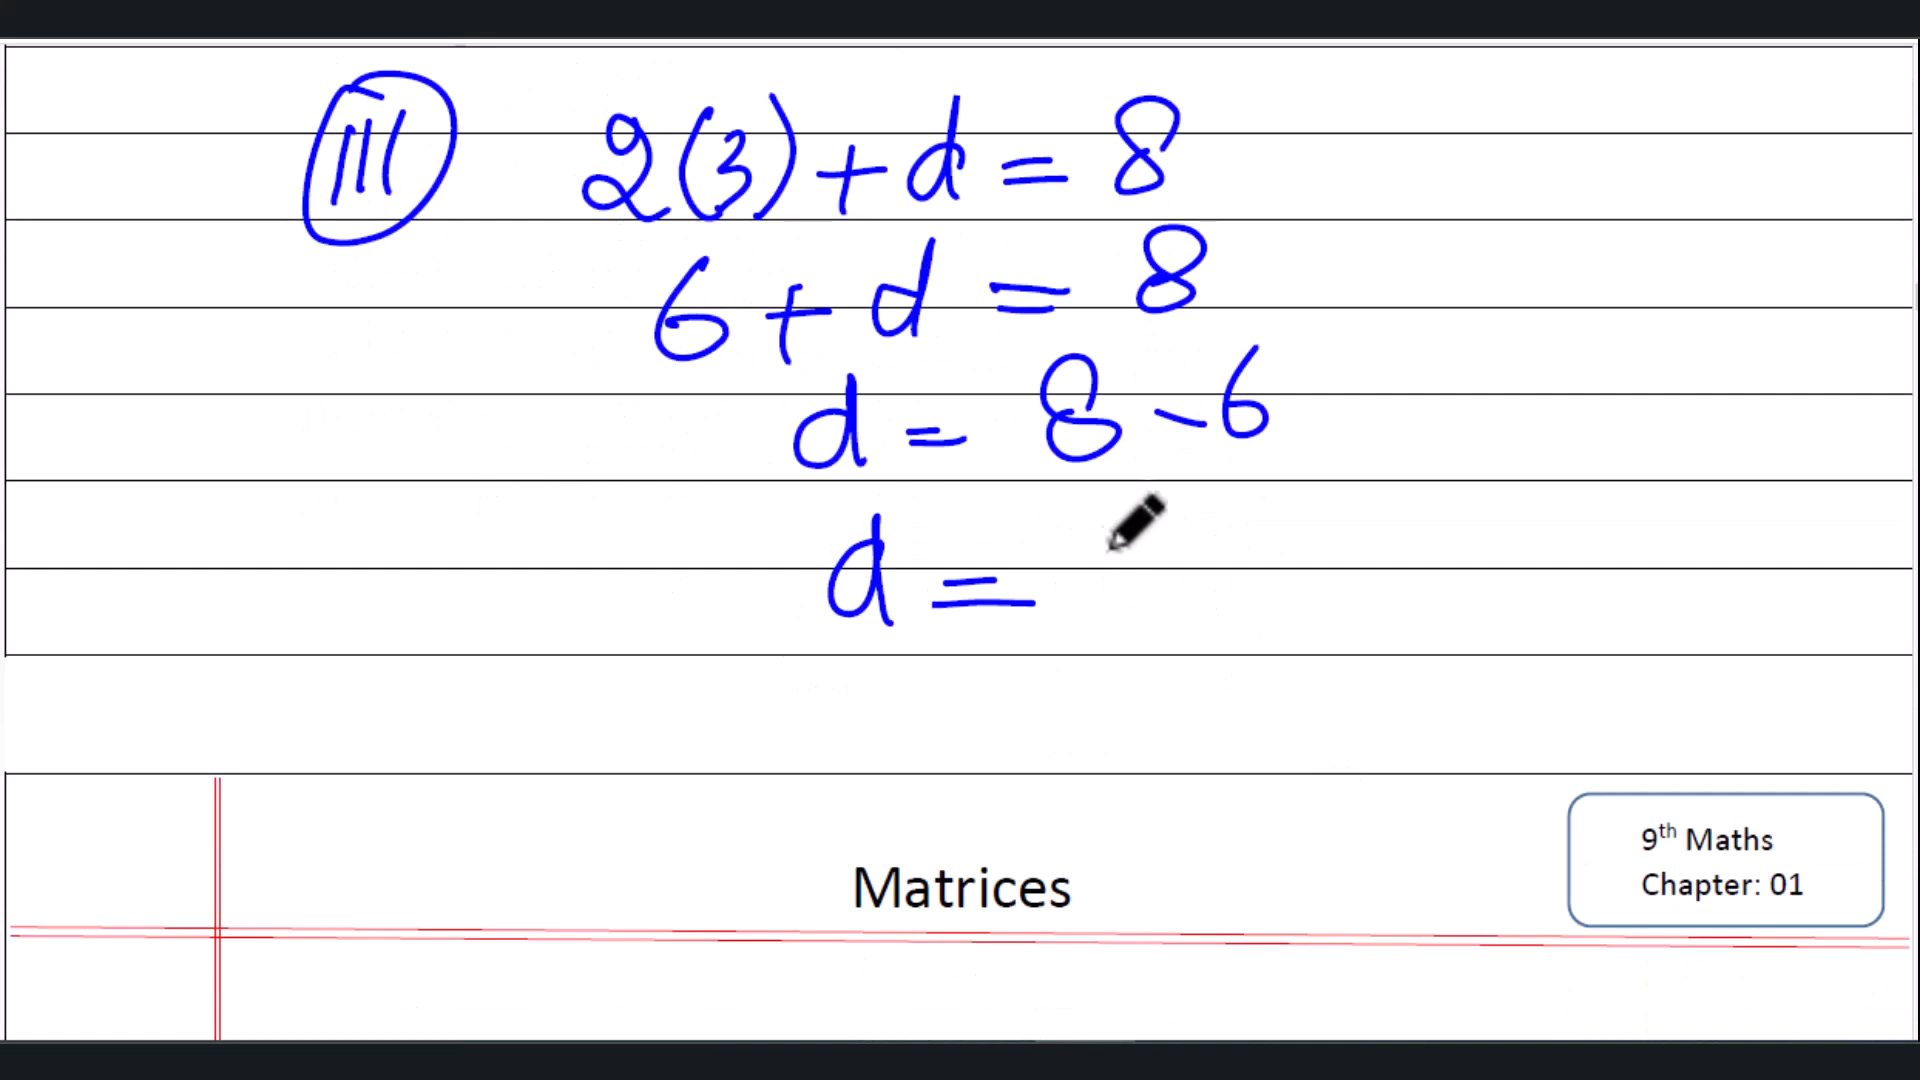 III 2(3) + d = 8
6 + d = 8
d = 8 - 6
d =
9th Maths
Chapter: 01
Matrices